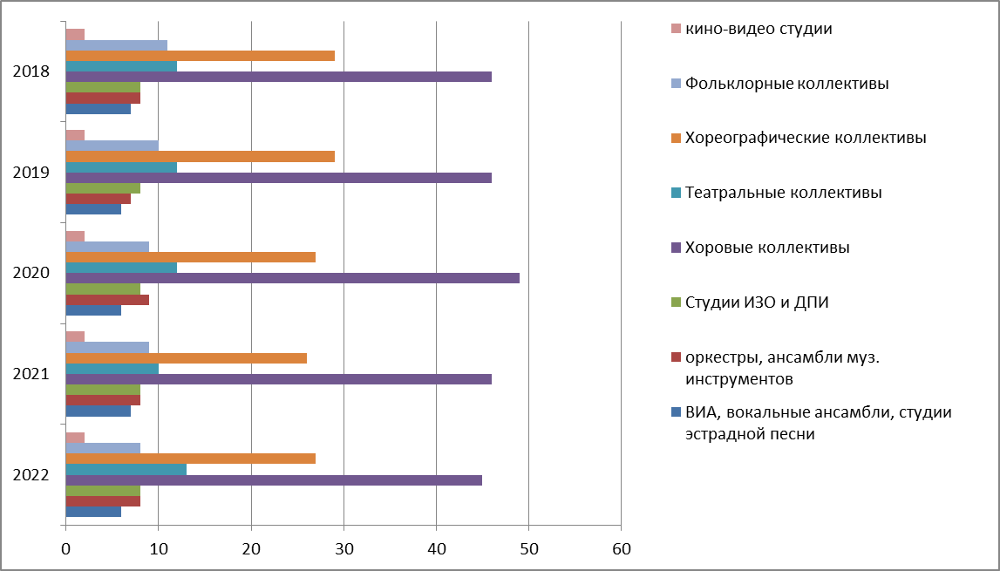 2018
2019
2020
2021
2022
0 10 20 30 40 50 60
кино-видео студии
Фольклорные коллективы
Хореографические коллективы
Театральные коллективы
Хоровые коллективы
Студии ИЗО и ДПИ
оркестры, ансамбли муз.
инструментов
ВИА, вокальные ансамбли, студии
эстрадной песни